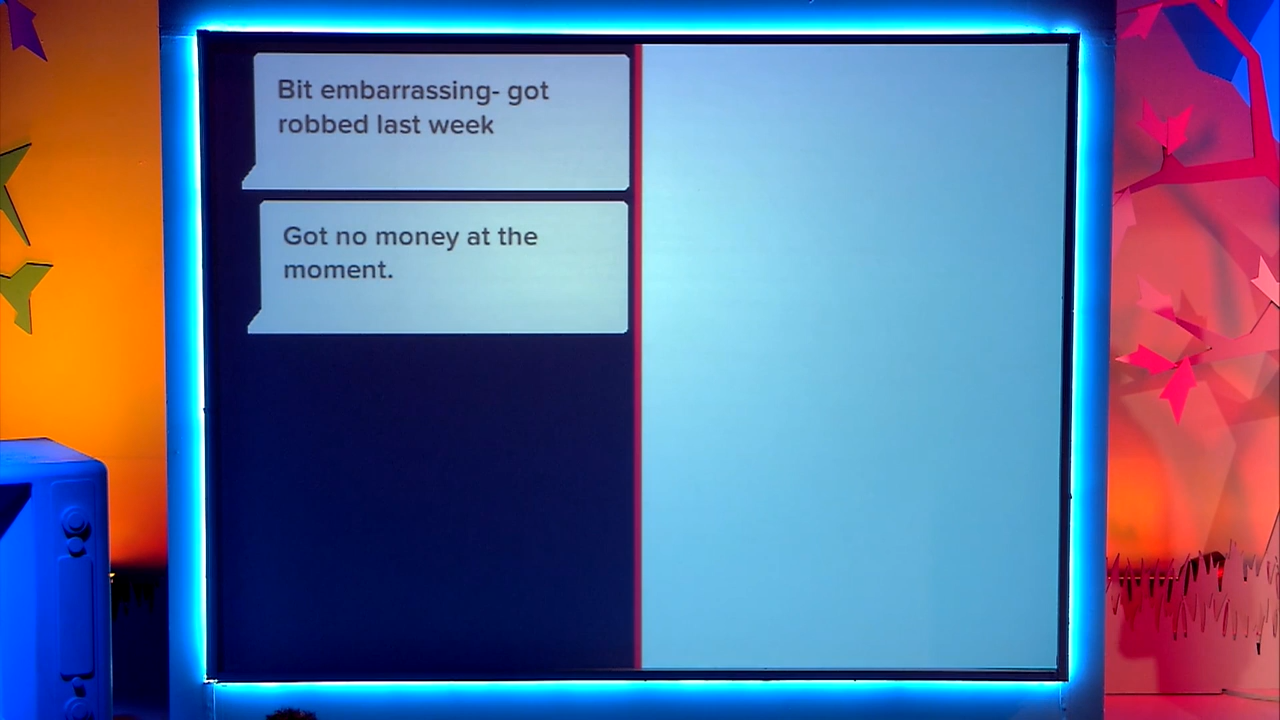 Bit embarrassing- got
robbed last week
Got no money at the
moment.